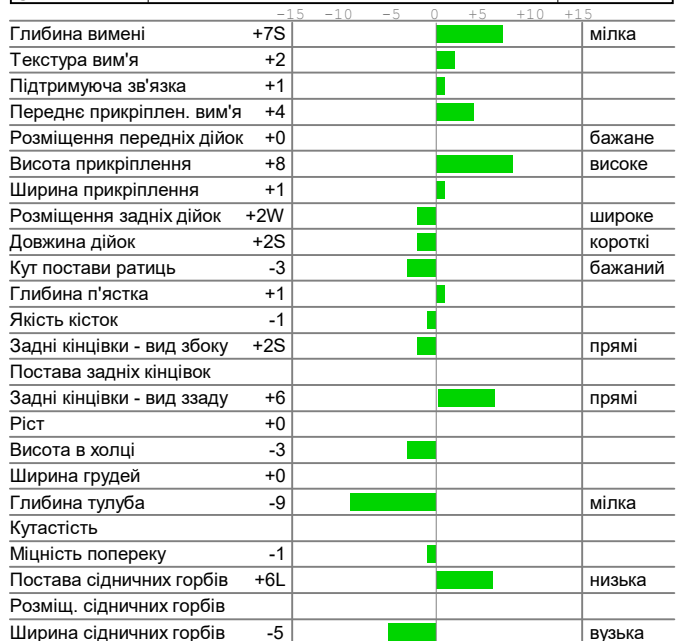 -15 -10 -5 0 +5 +10 +15
Глибина вимені +7S мілка
Текстура вим'я +2
Підтримуюча зв'язка +1
Переднє прикріплен. вим'я +4
Розміщення передніх дійок +0 бажане
Висота прикріплення +8 високе
Ширина прикріплення +1
Розміщення задніх дійок +2W широке
Довжина дійок +2S короткі
Кут постави ратиць -3 бажаний
Глибина п'ястка +1
Якість кісток -1
Задні кінцівки - вид збоку +2S прямі
Постава задніх кінцівок
Задні кінцівки - вид ззаду +6 прямі
Ріст +0
Висота в холці -3
Ширина грудей +0
Глибина тулуба -9 мілка
Кутастість
Міцність попереку -1
Постава сідничних горбів +6L низька
Розміщ. сідничних горбів
Ширина сідничних горбів -5 вузька